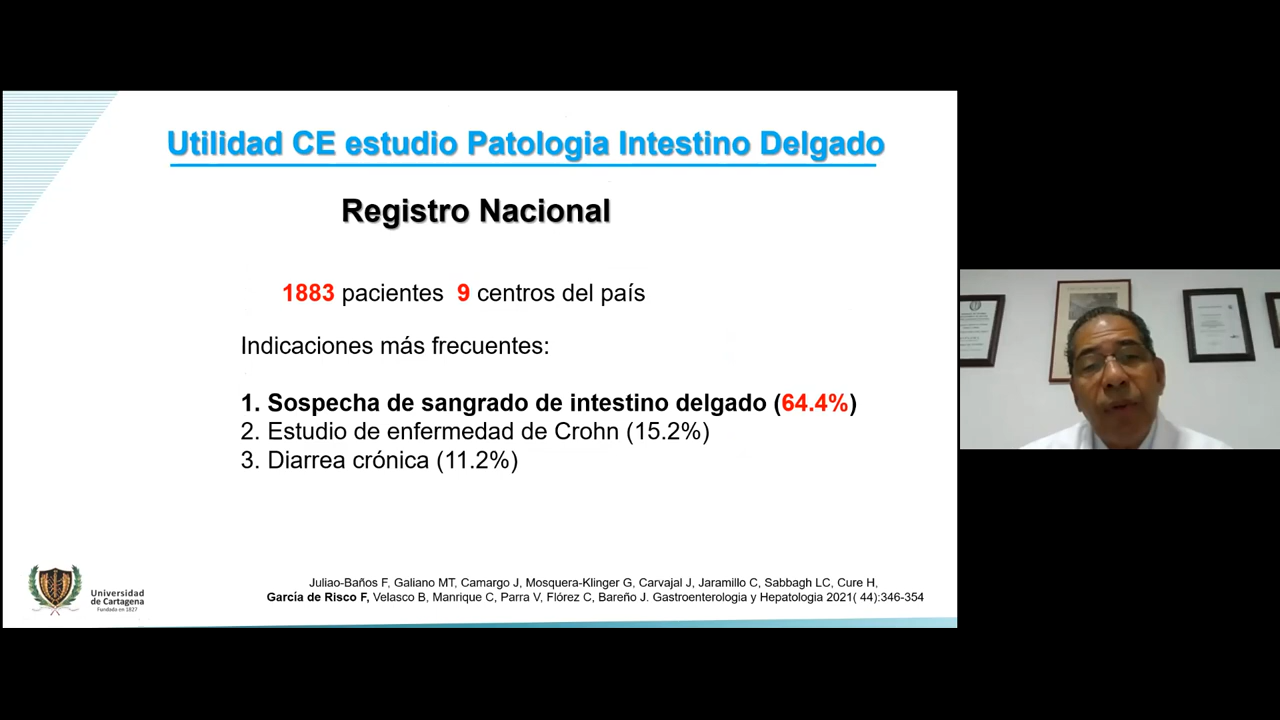 Utilidad CE estudio Patologia Intestino Delgado
Registro Nacional
1883 pacientes 9 centros del país
Indicaciones más frecuentes:
1. Sospecha de sangrado de intestino delgado (64.4%)
2. Estudio de enfermedad de Crohn (15.2%)
3. Diarrea crónica (11.2%)
Juliao-Baños F, Galiano MT, Camargo J, Mosquera-Klinger G, Carvajal J, Jaramillo C, Sabbagh LC, Cure H,
García de Risco F, Velasco B, Manrique C, Parra V, Flórez C, Bareño J. Gastroenterologia y Hepatologia 2021( 44):346-354
Universidad
de Cartagena
Fundada en 1827